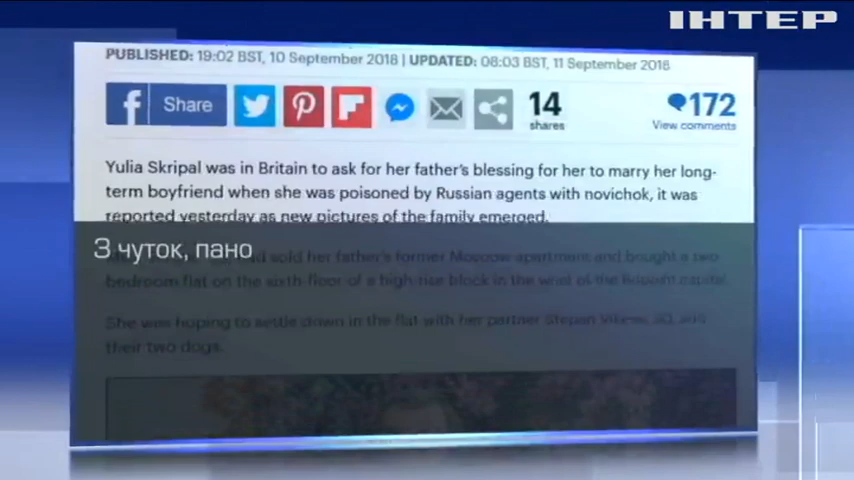 ІНТЕР
PUBLISHED: 19:02 BST, 10 September 2018 | UPDATED: 08:03 BST, 11 September 2018
f Share
14
shares
172
View comments
Yulia Skripal was in Britain to ask for her father's blessing for her to marry her long-
term boyfriend when she was poisoned by Russian agents with novichok, it was
reported yesterday as new pictures of the family emerged.
З чуток, пано
sold her father's former Moscow apartment and bought a two
bedroom flat on the sixth floor of a high-rise block in the west of the Russian capital
She was hoping to settle down in the flat with her partner Stepan
their two dogs.